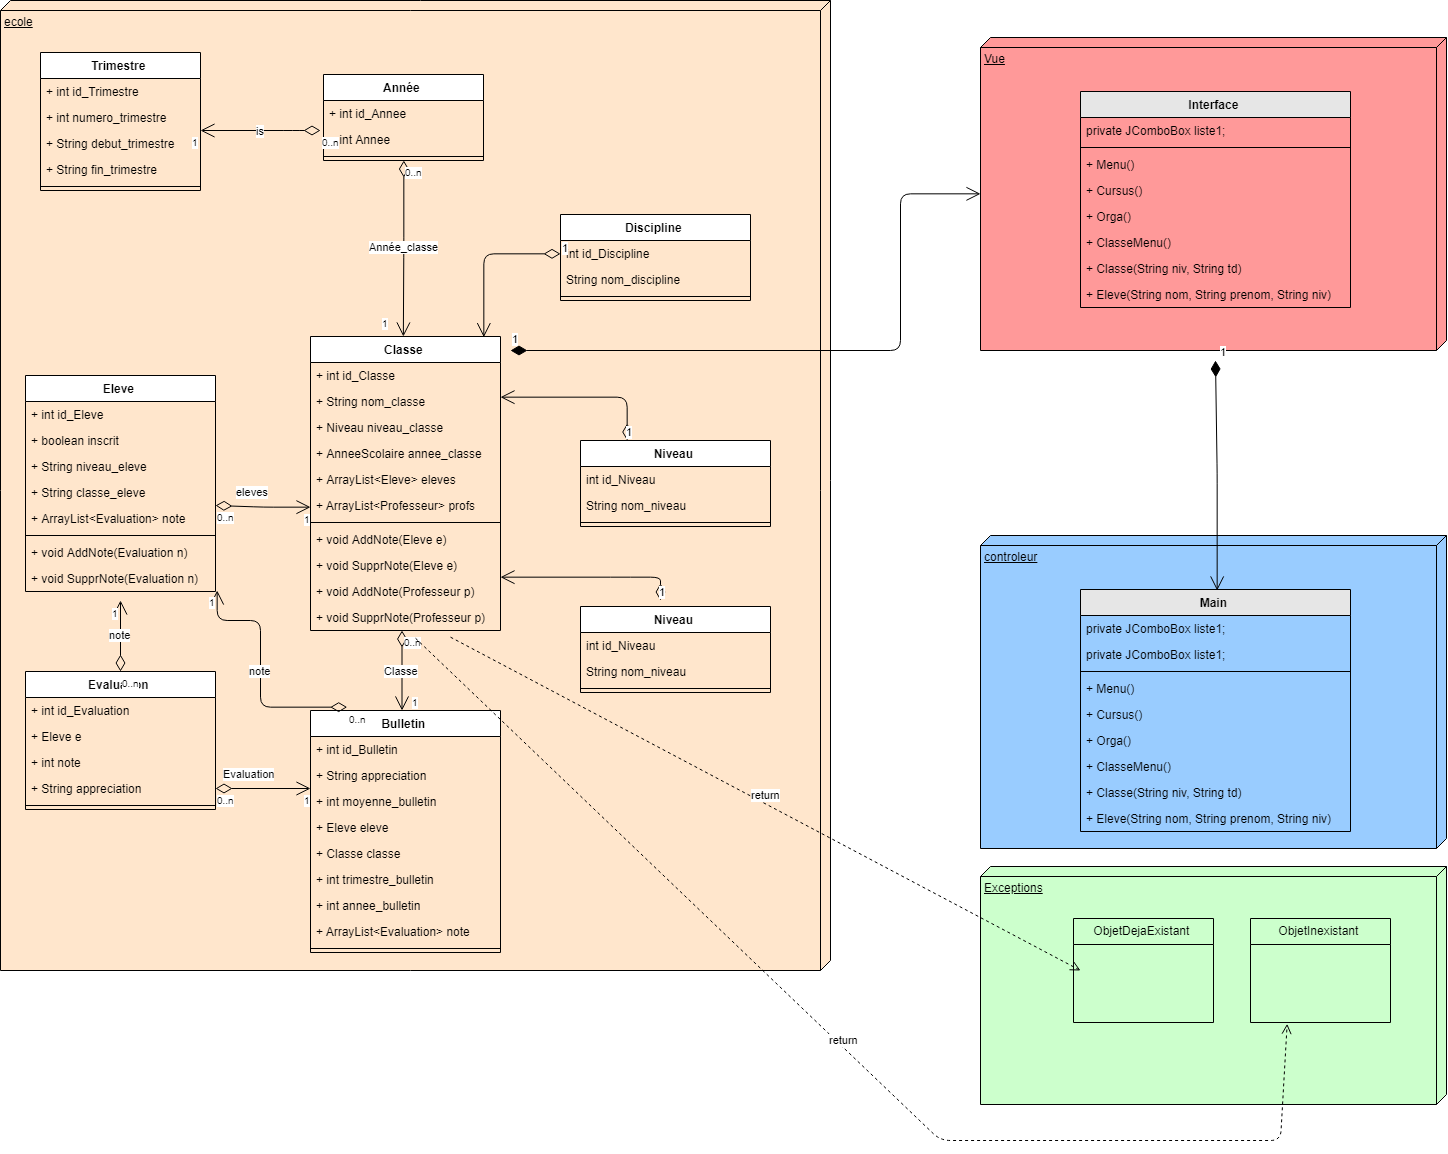 ecole
Trimestre
+ int id_Trimestre
+ int numero_trimestre
+ String debut_trimestre
+ String fin_trimestre
1
is
0..n
Année
+ int id_Annee
int Annee
0..n
Année_classe
1
Discipline
1
int id_Discipline
String nom_discipline
Classe
+ int id_Classe
+ String nom_classe
+ Niveau niveau_classe
+ AnneeScolaire annee_classe
+ ArrayList<Eleve> eleves
+ ArrayList<Professeur> profs
+ void AddNote(Eleve e)
+ void SupprNote(Eleve e)
+ void AddNote(Professeur p)
+ void SupprNote(Professeur p)
1
Eleve
+ int id_Eleve
+ boolean inscrit
+ String niveau_eleve
+ String classe_eleve
+ ArrayList<Evaluation> note
+ void AddNote(Evaluation n)
+ void SupprNote(Evaluation n)
eleves
0..n
1
1
Niveau
int id_Niveau
String nom_niveau
1
Niveau
int id_Niveau
String nom_niveau
1
note
0..n
1
note
0..n
0..n
Classe
1
Evaluation
+ int id_Evaluation
+ Eleve e
+ int note
+ String appreciation
Evaluation
0..n
1
Bulletin
+ int id_Bulletin
+ String appreciation
+ int moyenne_bulletin
+ Eleve eleve
+ Classe classe
+ int trimestre_bulletin
+ int annee_bulletin
+ ArrayList<Evaluation> note
return
return
Vue
Interface
private JComboBox liste1;
+ Menu()
+ Cursus()
+ Orga()
+ ClasseMenu()
+ Classe(String niv, String td)
+ Eleve(String nom, String prenom, String niv)
1
controleur
Main
private JComboBox liste1;
private JComboBox liste1;
+ Menu()
+ Cursus()
+ Orga()
+ ClasseMenu()
+ Classe(String niv, String td)
+ Eleve(String nom, String prenom, String niv)
Exceptions
ObjetDejaExistant
ObjetInexistant